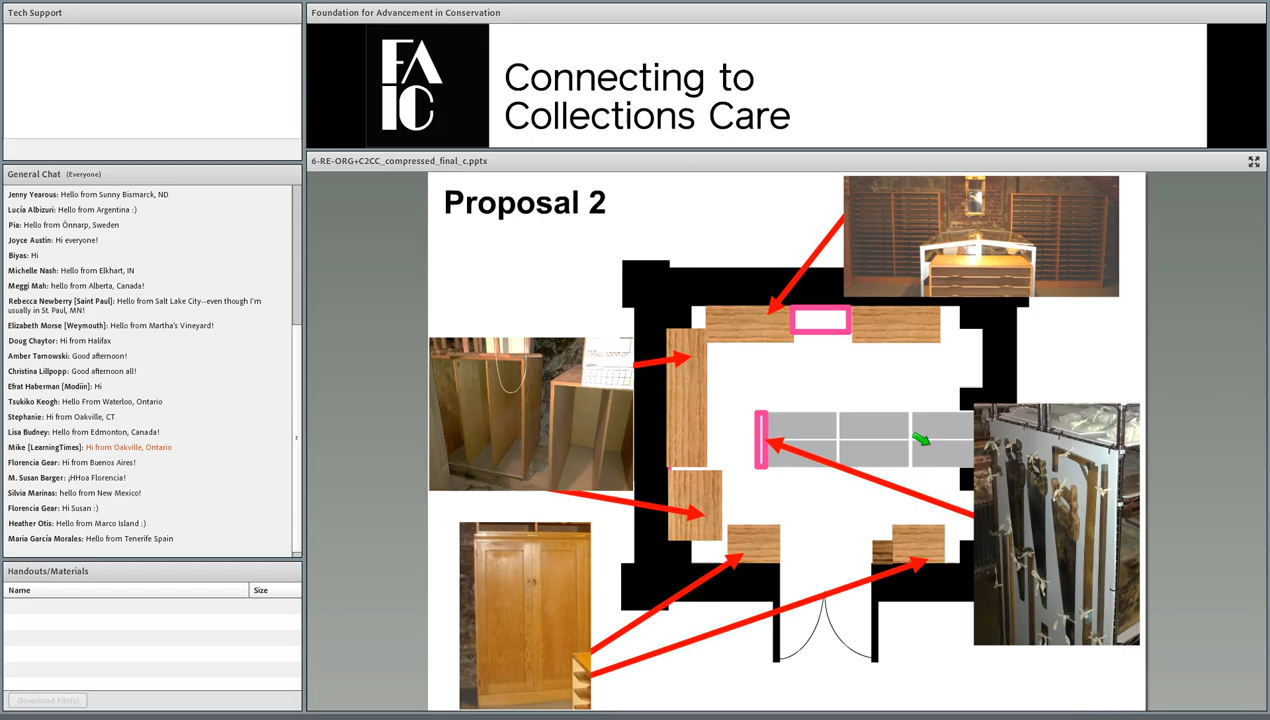 Tech Support
Foundation for Advancement in Conservation
FA
IC
Connecting to
Collections Care
General Chat (Everyone)
Jenny Yearous: Hello from Sunny Bismarck, ND
Lucía Albizuri: Hello from Argentina :)
Pia: Hello from Önnarp, Sweden
Joyce Austin: Hi everyone!
Biyas: Hi
Michelle Nash: Hello from Elkhart, IN
Meggi Mah: hello from Alberta, Canada!
Rebecca Newberry [Saint Paul]: Hello from Salt Lake City--even though I'm
usually in St. Paul, MN!
Elizabeth Morse [Weymouth]: Hello from Martha's Vineyard!
Doug Chaytor: Hi from Halifax
Amber Tarnowski: Good afternoon!
Christina Lillpopp: Good afternoon all!
Efrat Haberman [Modiin]: Hi
Tsukiko Keogh: Hello From Waterloo, Ontario
Stephanie: Hi from Oakville, CT
Lisa Budney: Hello from Edmonton, Canada!
Mike [LearningTimes]: Hi from Oakville, Ontario
Florencia Gear: Hi from Buenos Aires!
M. Susan Barger: ¡HHoa Florencia!
Silvia Marinas: hello from New Mexico!
Florencia Gear: Hi Susan :)
Heather Otis: Hello from Marco Island :)
Maria García Morales: Hello from Tenerife Spain
Handouts/Materials
Name Size
Download File(s)
6-RE-ORG+C2CC_compressed_final_c.pptx
Proposal 2